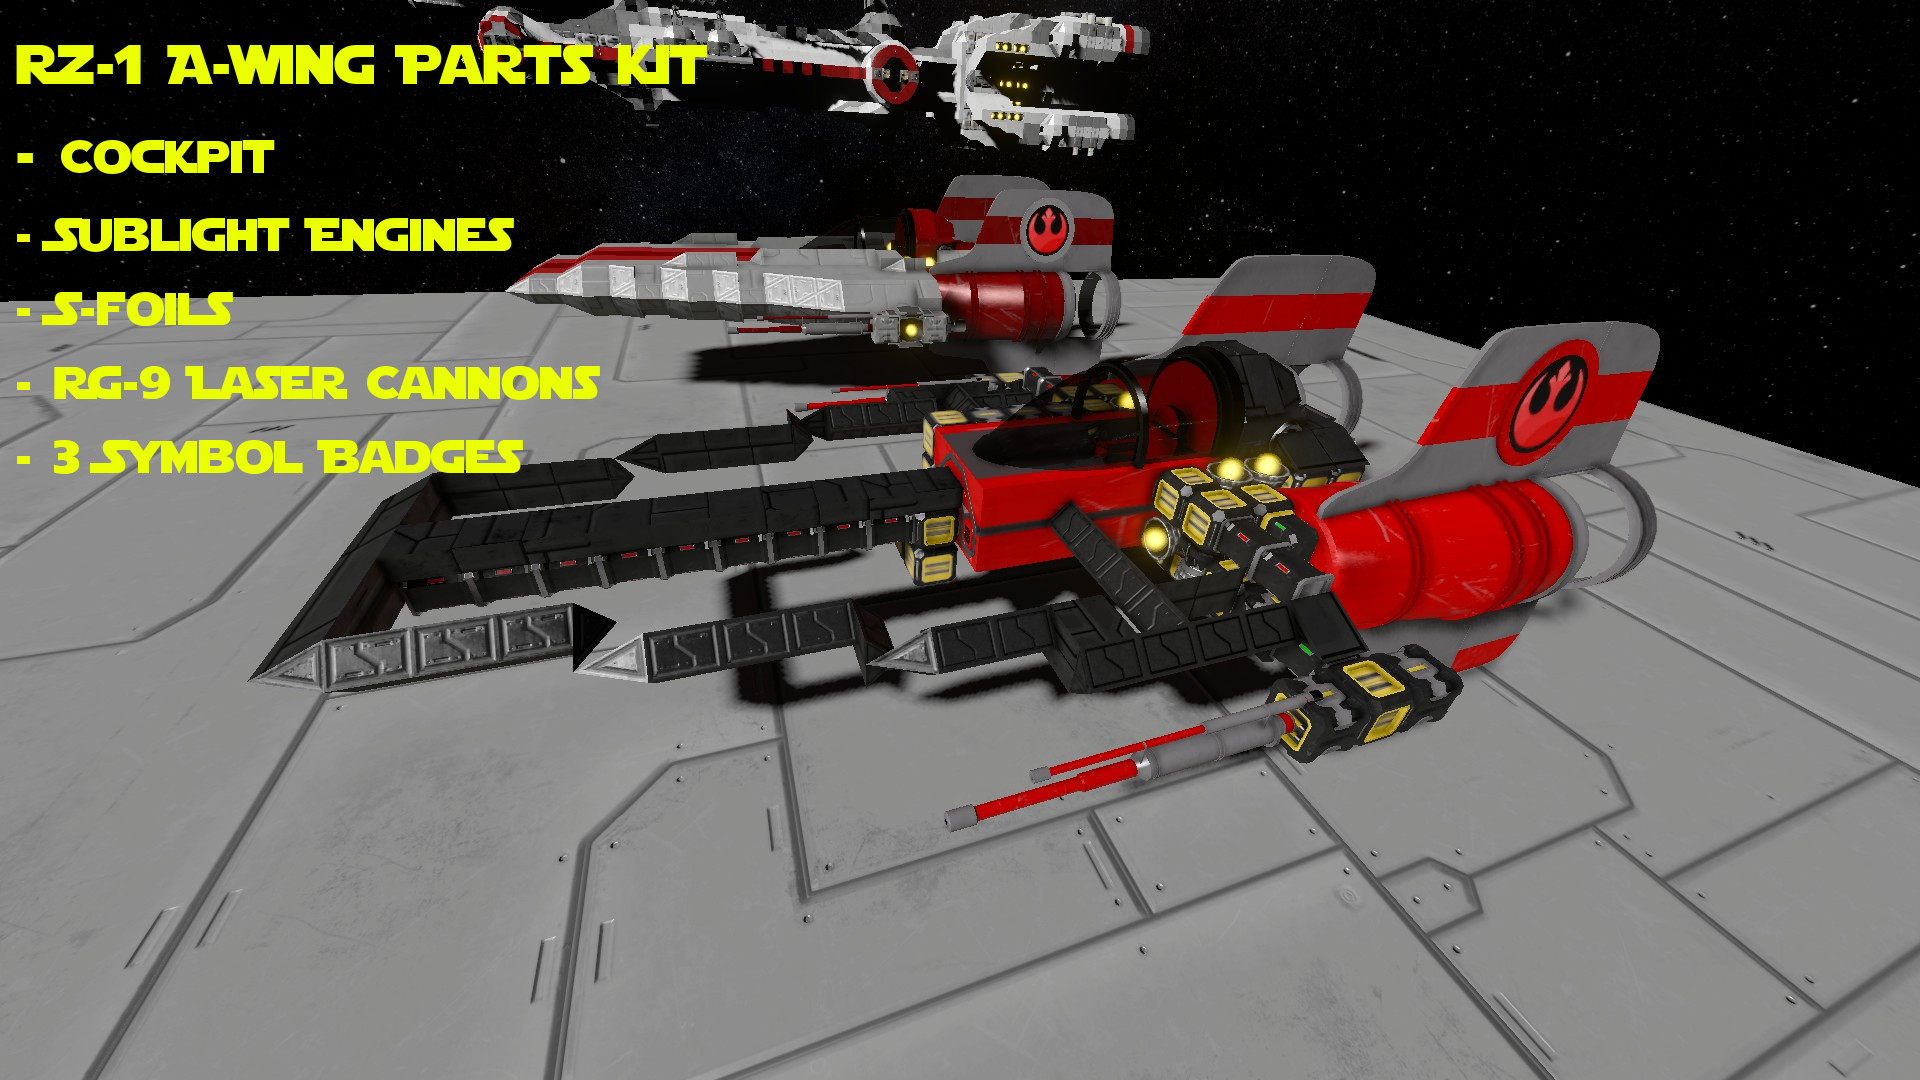 RZ-1 A-wing Parts Kit
- Cockpit
- Sublight Engines
- S-Foils
- RG-9 Laser Cannons
- 3 Symbol Badges